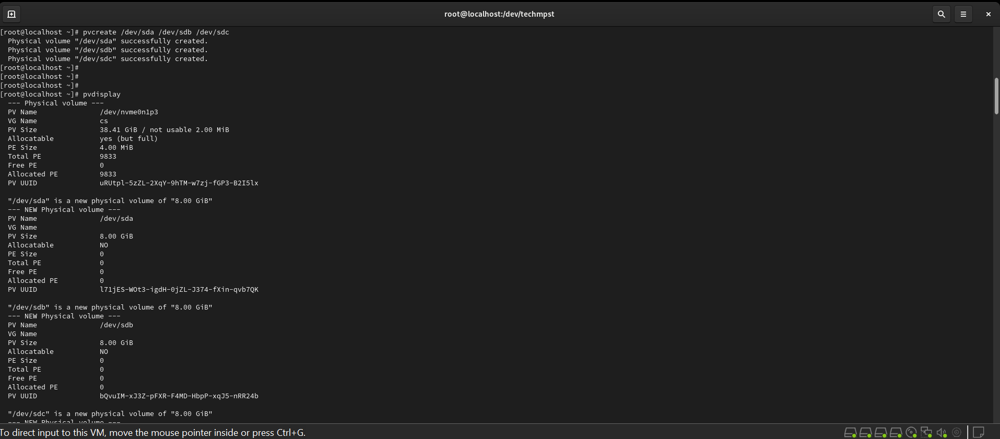 root@localhost:/dev/techmpst
[root@localhost ~]# pvcreate /dev/sda /dev/sdb /dev/sdc
  Physical volume "/dev/sda" successfully created.
  Physical volume "/dev/sdb" successfully created.
  Physical volume "/dev/sdc" successfully created.
[root@localhost ~]#
[root@localhost ~]#
[root@localhost ~]#
[root@localhost ~]# pvdisplay
  --- Physical volume ---
  PV Name               /dev/nvme0n1p3
  VG Name               cs
  PV Size               38.41 GiB / not usable 2.00 MiB
  Allocatable           yes (but full)
  PE Size               4.00 MiB
  Total PE              9833
  Free PE               0
  Allocated PE          9833
  PV UUID               uRUtpl-5zZL-2XqY-9hTM-w7zj-fGP3-B2I5lx

  "/dev/sda" is a new physical volume of "8.00 GiB"
  --- NEW Physical volume ---
  PV Name               /dev/sda
  VG Name
  PV Size               8.00 GiB
  Allocatable           NO
  PE Size               0
  Total PE              0
  Free PE               0
  Allocated PE          0
  PV UUID               l71jES-WOt3-igdH-0jZL-J374-fXin-qvb7QK

  "/dev/sdb" is a new physical volume of "8.00 GiB"
  --- NEW Physical volume ---
  PV Name               /dev/sdb
  VG Name
  PV Size               8.00 GiB
  Allocatable           NO
  PE Size               0
  Total PE              0
  Free PE               0
  Allocated PE          0
  PV UUID               bQvuIM-xJ3Z-pFXR-F4MD-HbpP-xqJ5-nRR24b

  "/dev/sdc" is a new physical volume of "8.00 GiB"
  --- NEW Physical volume ---
To direct input to this VM, move the mouse pointer inside or press Ctrl+G.